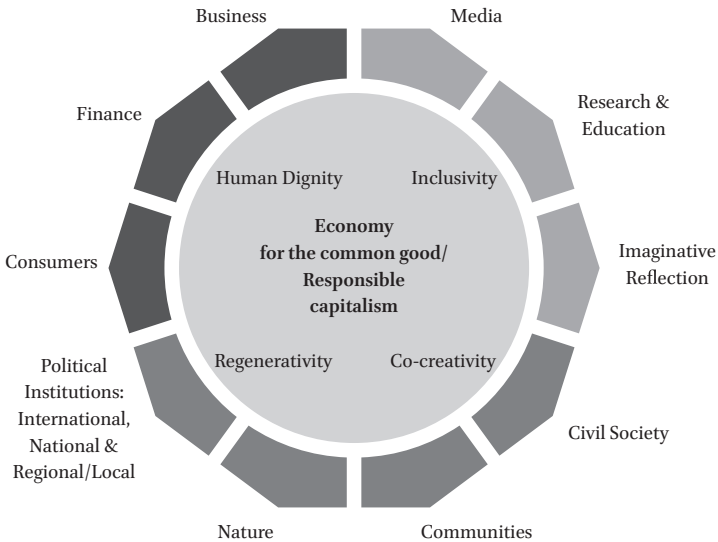 Business
Media
Finance
Research &
Education
Human Dignity
Inclusivity
Economy
for the common good/
Responsible
capitalism
Consumers
Imaginative
Reflection
Regenerativity
Co-creativity
Political
Institutions:
International,
National &
Regional/Local
Civil Society
Nature
Communities